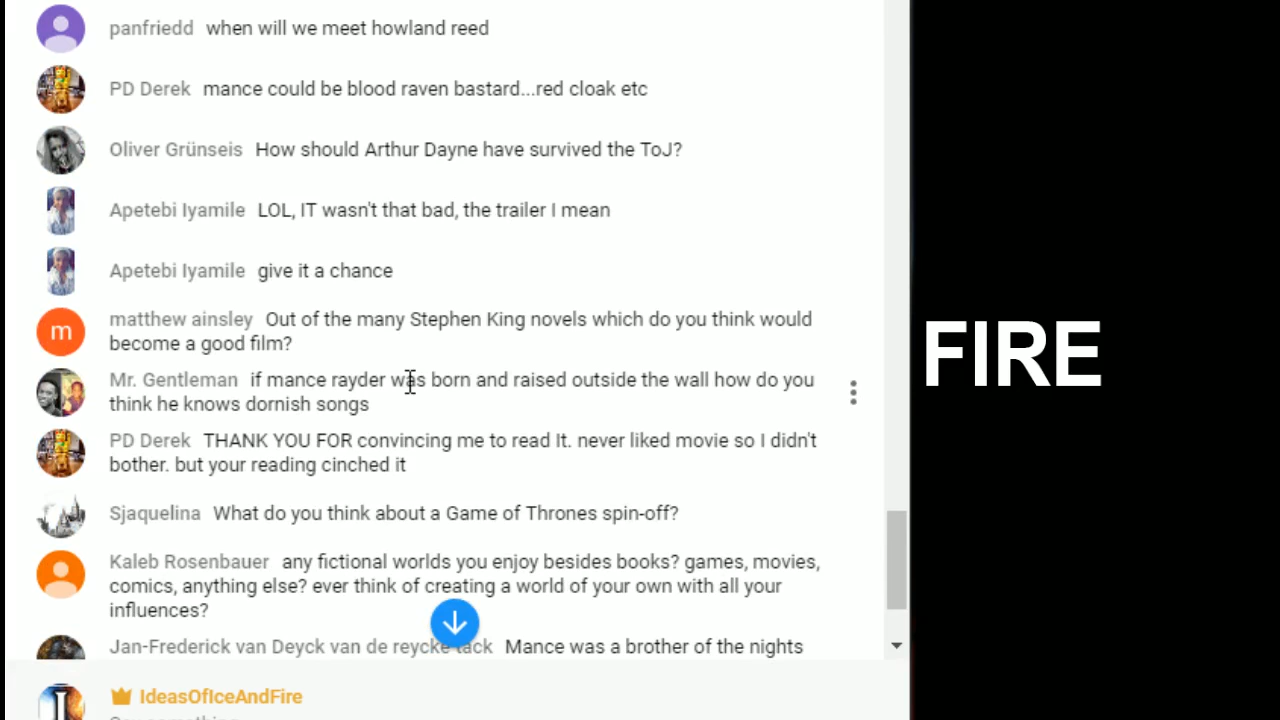 panfriedd when will we meet howland reed
PD Derek mance could be blood raven bastard...red cloak etc
Oliver Grünseis How should Arthur Dayne have survived the ToJ?
Apetebi Iyamile LOL, IT wasn't that bad, the trailer I mean
Apetebi Iyamile give it a chance
matthew ainsley Out of the many Stephen King novels which do you think would
become a good film?
m
Mr. Gentleman if mance rayder was born and raised outside the wall how do you
think he knows dornish songs
PD Derek THANK YOU FOR convincing me to read It. never liked movie so I didn't
bother. but your reading cinched it
Sjaquelina What do you think about a Game of Thrones spin-off?
Kaleb Rosenbauer any fictional worlds you enjoy besides books? games, movies,
comics, anything else? ever think of creating a world of your own with all your
influences?
Jan-Frederick van Deyck van de reycke Mance was a brother of the nights
IdeasOfIceAndFire
FIRE